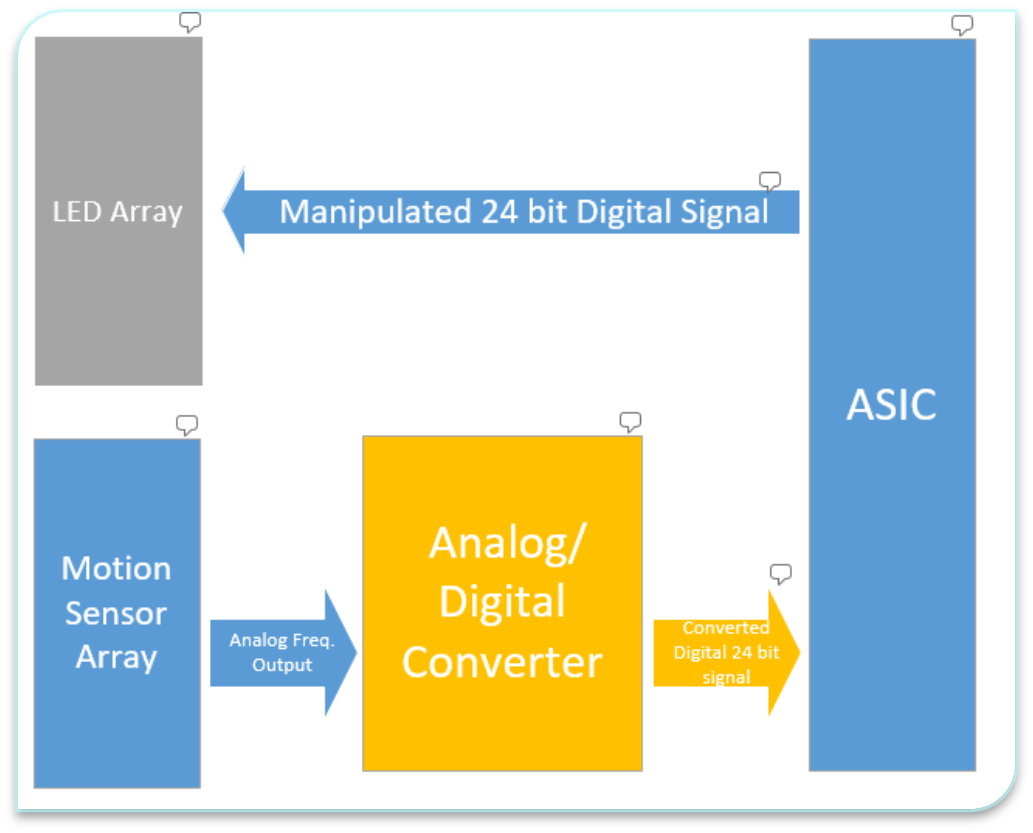 LED Array
Manipulated 24 bit Digital Signal
ASIC
Motion
Sensor
Array
Analog Freq.
Output
Analog/
Digital
Converter
Converted
Digital 24 bit
signal